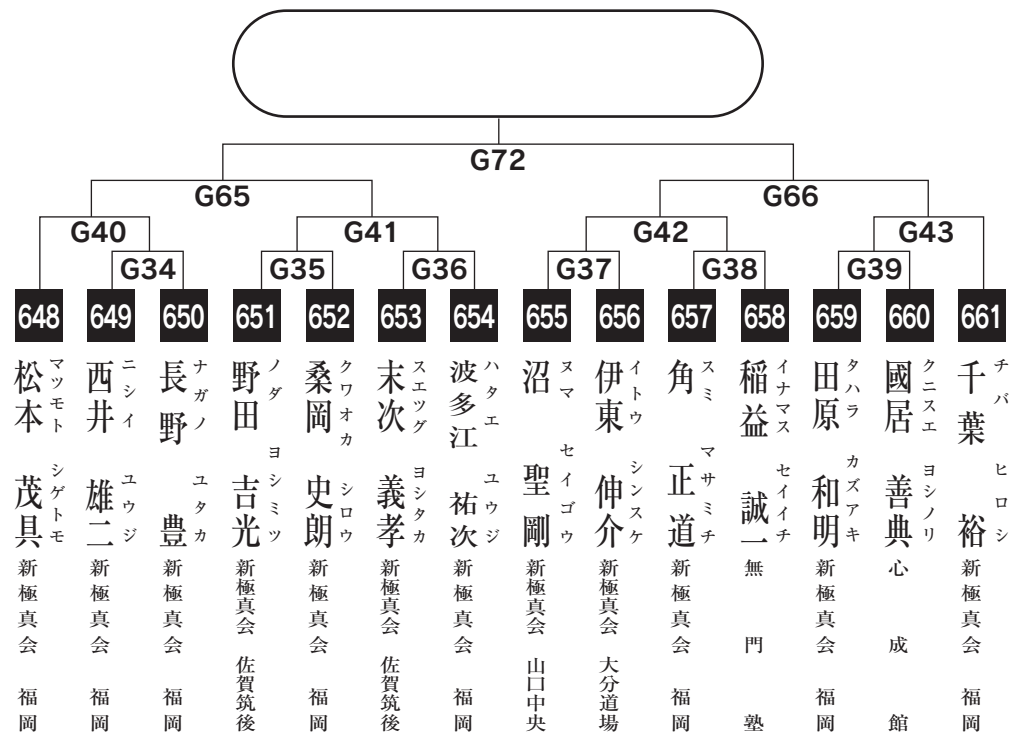 G72
G65
G66
G40
G41
G42
G43
G34
G35
G36
G37
G38
G39
648
649
650
651
652
653
654
655
656
657
658
659
660
661
松本 茂具
マツモト シゲトモ
新極真会 福岡
西井 雄二
ニシイ ユウジ
新極真会 福岡
長野 豊
ナガノ ユタカ
新極真会 福岡
野田 吉光
ノダ ヨシミツ
新極真会 佐賀筑後
桑岡 史朗
クワオカ シロウ
新極真会 福岡
末次 義孝
スエツグ ヨシタカ
新極真会 佐賀筑後
波多江 祐次
ハタエ ユウジ
新極真会 福岡
沼 聖剛
ヌマ セイゴウ
新極真会 山口中央
伊東 伸介
イトウ シンスケ
新極真会 大分道場
角 正道
スミ マサミチ
新極真会 福岡
稲益 誠一
イナマス セイイチ
無門塾
田原 和明
タハラ カズアキ
新極真会 福岡
國居 善典
クニスエ ヨシノリ
心成館
千葉 裕
チバ ヒロシ
新極真会 福岡